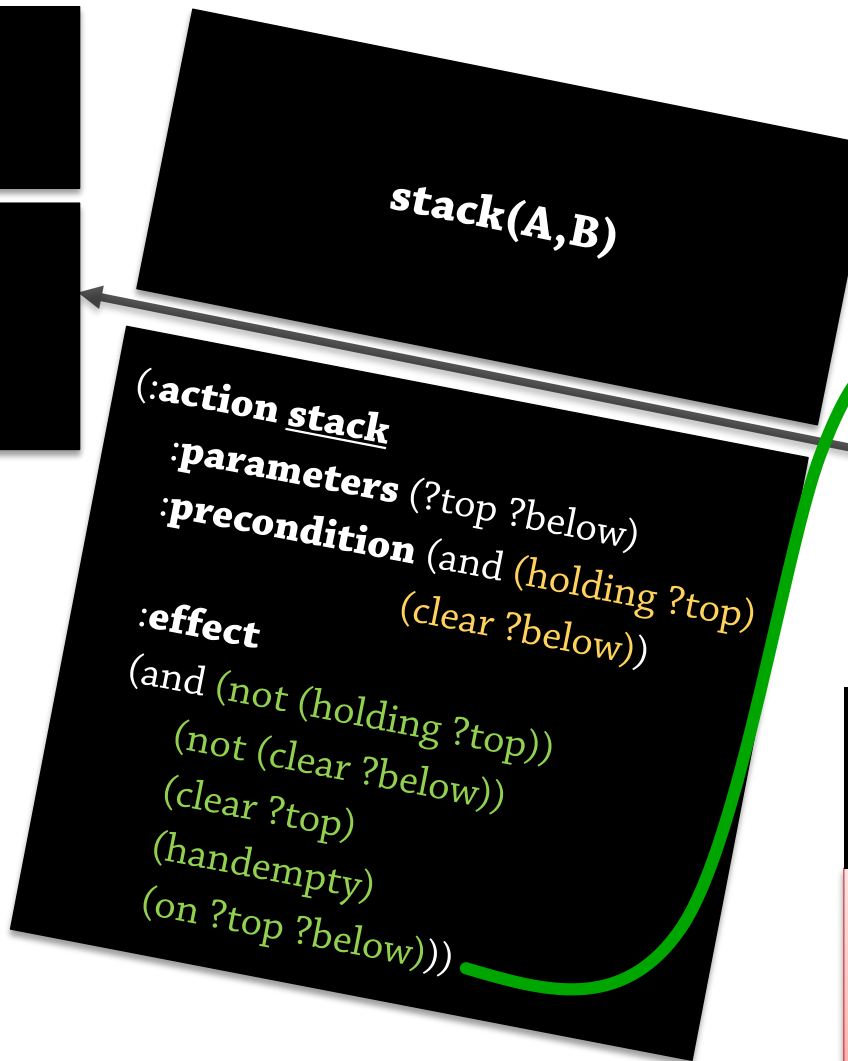 stack(A,B)
(:action stack
:parameters (?top ?below)
:precondition (and (holding ?top)
(clear ?below))
:effect
(and (not (holding ?top))
(not (clear ?below))
(clear ?top)
(handempty)
(on ?top ?below)))